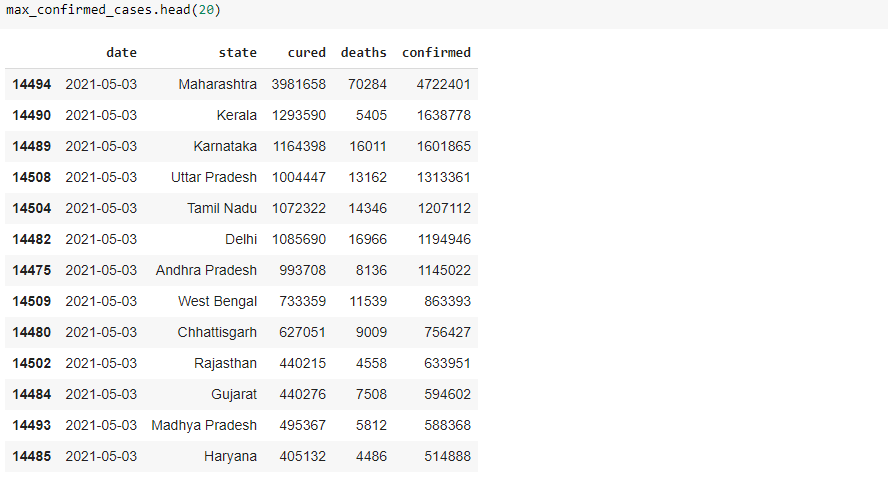 max_confirmed_cases.head(20)
date state cured deaths confirmed
14494 2021-05-03 Maharashtra 3981658 70284 4722401
14490 2021-05-03 Kerala 1293590 5405 1638778
14489 2021-05-03 Karnataka 1164398 16011 1601865
14508 2021-05-03 Uttar Pradesh 1004447 13162 1313361
14504 2021-05-03 Tamil Nadu 1072322 14346 1207112
14482 2021-05-03 Delhi 1085690 16966 1194946
14475 2021-05-03 Andhra Pradesh 993708 8136 1145022
14509 2021-05-03 West Bengal 733359 11539 863393
14480 2021-05-03 Chhattisgarh 627051 9009 756427
14502 2021-05-03 Rajasthan 440215 4558 633951
14484 2021-05-03 Gujarat 440276 7508 594602
14493 2021-05-03 Madhya Pradesh 495367 5812 588368
14485 2021-05-03 Haryana 405132 4486 514888